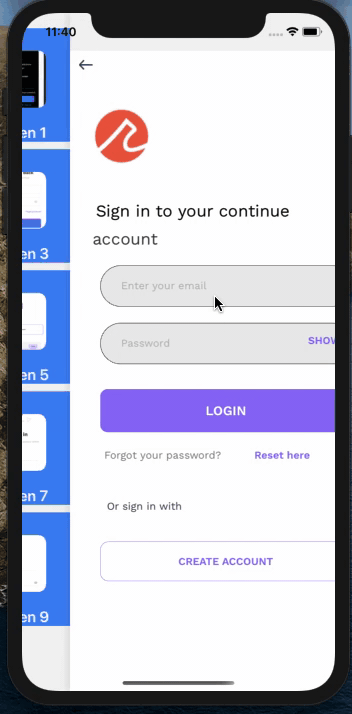 11:40
en 1
en 3
en 5
en 7
en 9
Sign in to your continue
account
Enter your email
Password SHOW
LOGIN
Forgot your password? Reset here
Or sign in with
CREATE ACCOUNT